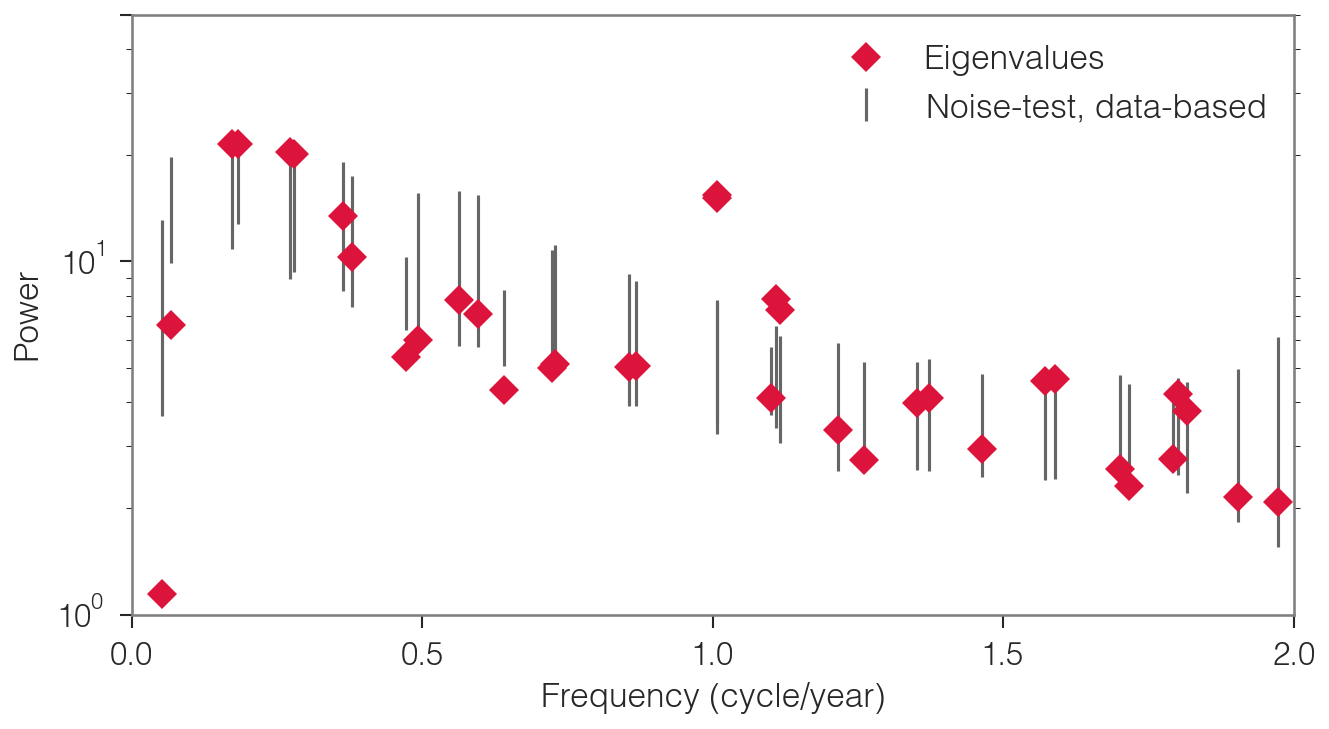 Eigenvalues
Noise-test, data-based
10^1
10^0
Power
0.0 0.5 1.0 1.5 2.0
Frequency (cycle/year)